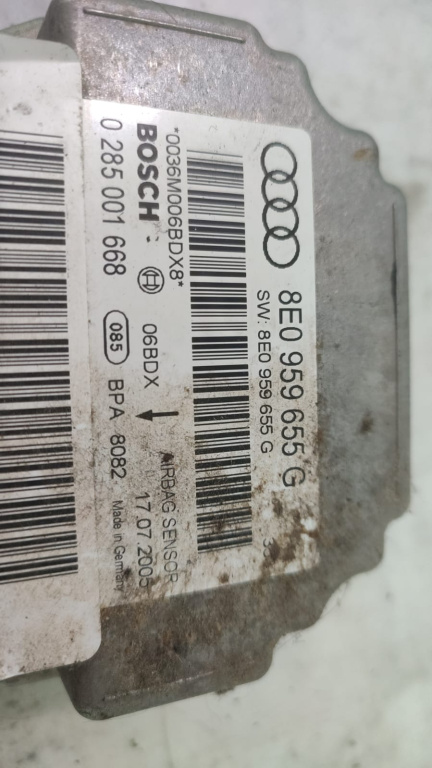 8E0 959 655 G
SW: 8E0 959 655 G
*0036M006BDX8*
BOSCH
06BDX AIRBAG SENSOR
0 285 001 668 085 BPA 8082 17.07.2005
Made in Germany